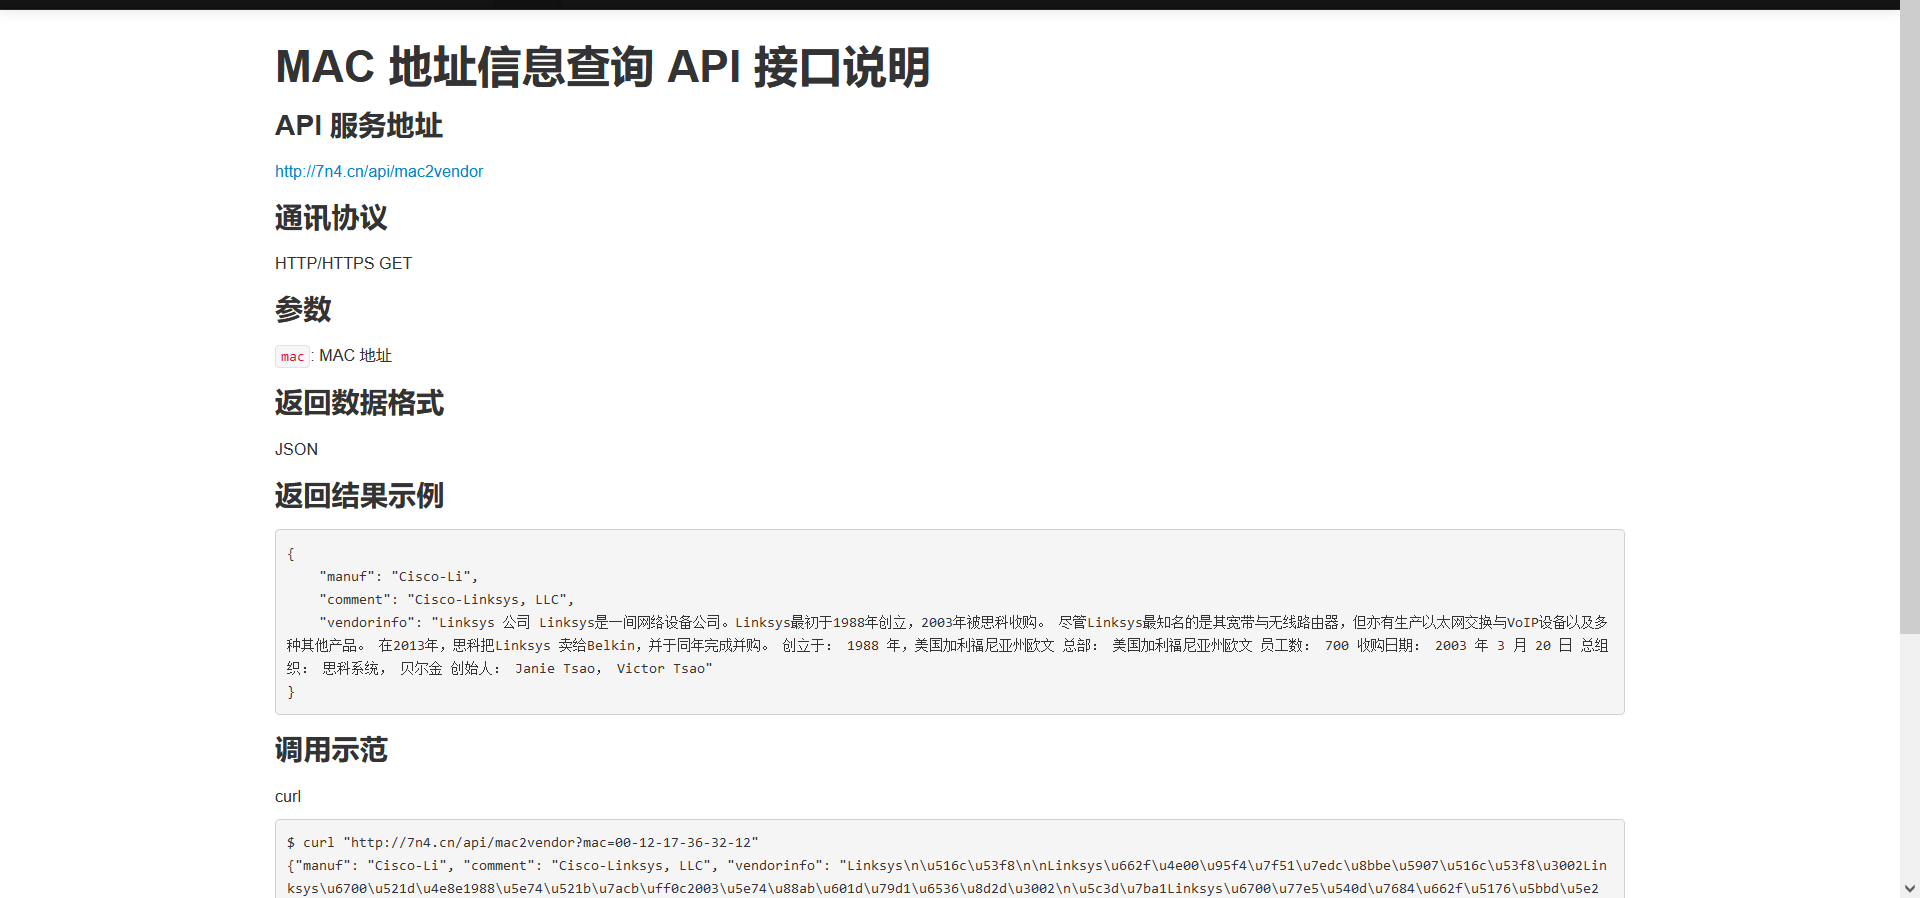 MAC 地址信息查询 API 接口说明
API 服务地址
http://7n4.cn/api/mac2vendor
通讯协议
HTTP/HTTPS GET
参数
mac: MAC 地址
返回数据格式
JSON
返回结果示例
{
"manuf": "Cisco-Li",
"comment": "Cisco-Linksys, LLC",
"vendorinfo": "Linksys 公司 Linksys是一间网络设备公司。Linksys最初于1988年创立，2003年被思科收购。 尽管Linksys最知名的是其宽带与无线路由器，但亦有生产以太网交换与VoIP设备以及多
种其他产品。 在2013年，思科把Linksys 卖给Belkin，并于同年完成并购。 创立于： 1988 年，美国加利福尼亚州欧文 总部： 美国加利福尼亚州欧文 员工数： 700 收购日期： 2003 年 3 月 20 日 总组
织： 思科系统， 贝尔金 创始人： Janie Tsao， Victor Tsao"
}
调用示范
curl
$ curl "http://7n4.cn/api/mac2vendor?mac=00-12-17-36-32-12"
{"manuf": "Cisco-Li", "comment": "Cisco-Linksys, LLC", "vendorinfo": "Linksys\n\u516c\u53f8\n\nLinksys\u662f\u4e00\u95f4\u7f51\u7edc\u8bbe\u5907\u516c\u53f8\u3002Lin
ksys\u6700\u521d\u4e8e1988\u5e74\u521b\u7acb\uff0c2003\u5e74\u88ab\u601d\u79d1\u6536\u8d2d\u3002\n\u5c3d\u7ba1Linksys\u6700\u77e5\u540d\u7684\u662f\u5176\u5bbd\u5e2